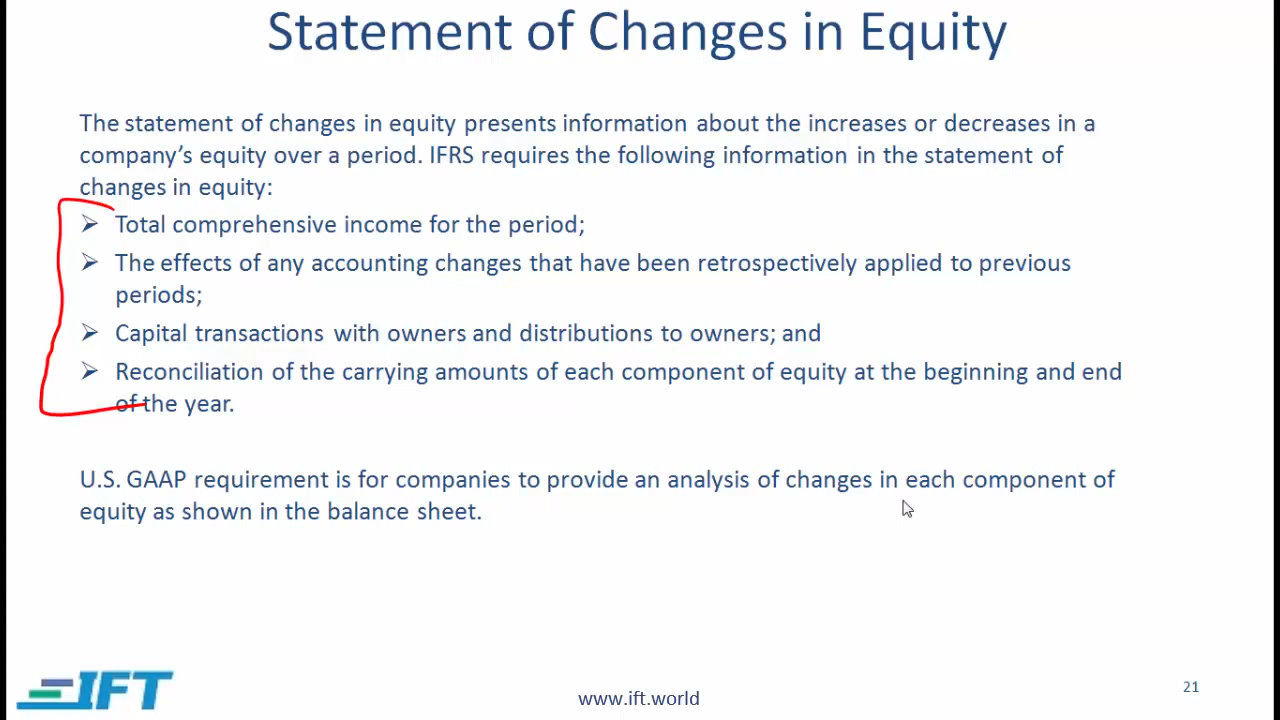 Statement of Changes in Equity
The statement of changes in equity presents information about the increases or decreases in a
company's equity over a period. IFRS requires the following information in the statement of
changes in equity:
➢ Total comprehensive income for the period;
➢ The effects of any accounting changes that have been retrospectively applied to previous
periods;
➢ Capital transactions with owners and distributions to owners; and
➢ Reconciliation of the carrying amounts of each component of equity at the beginning and end
of the year.
U.S. GAAP requirement is for companies to provide an analysis of changes in each component of
equity as shown in the balance sheet.
IFT
www.ift.world
21